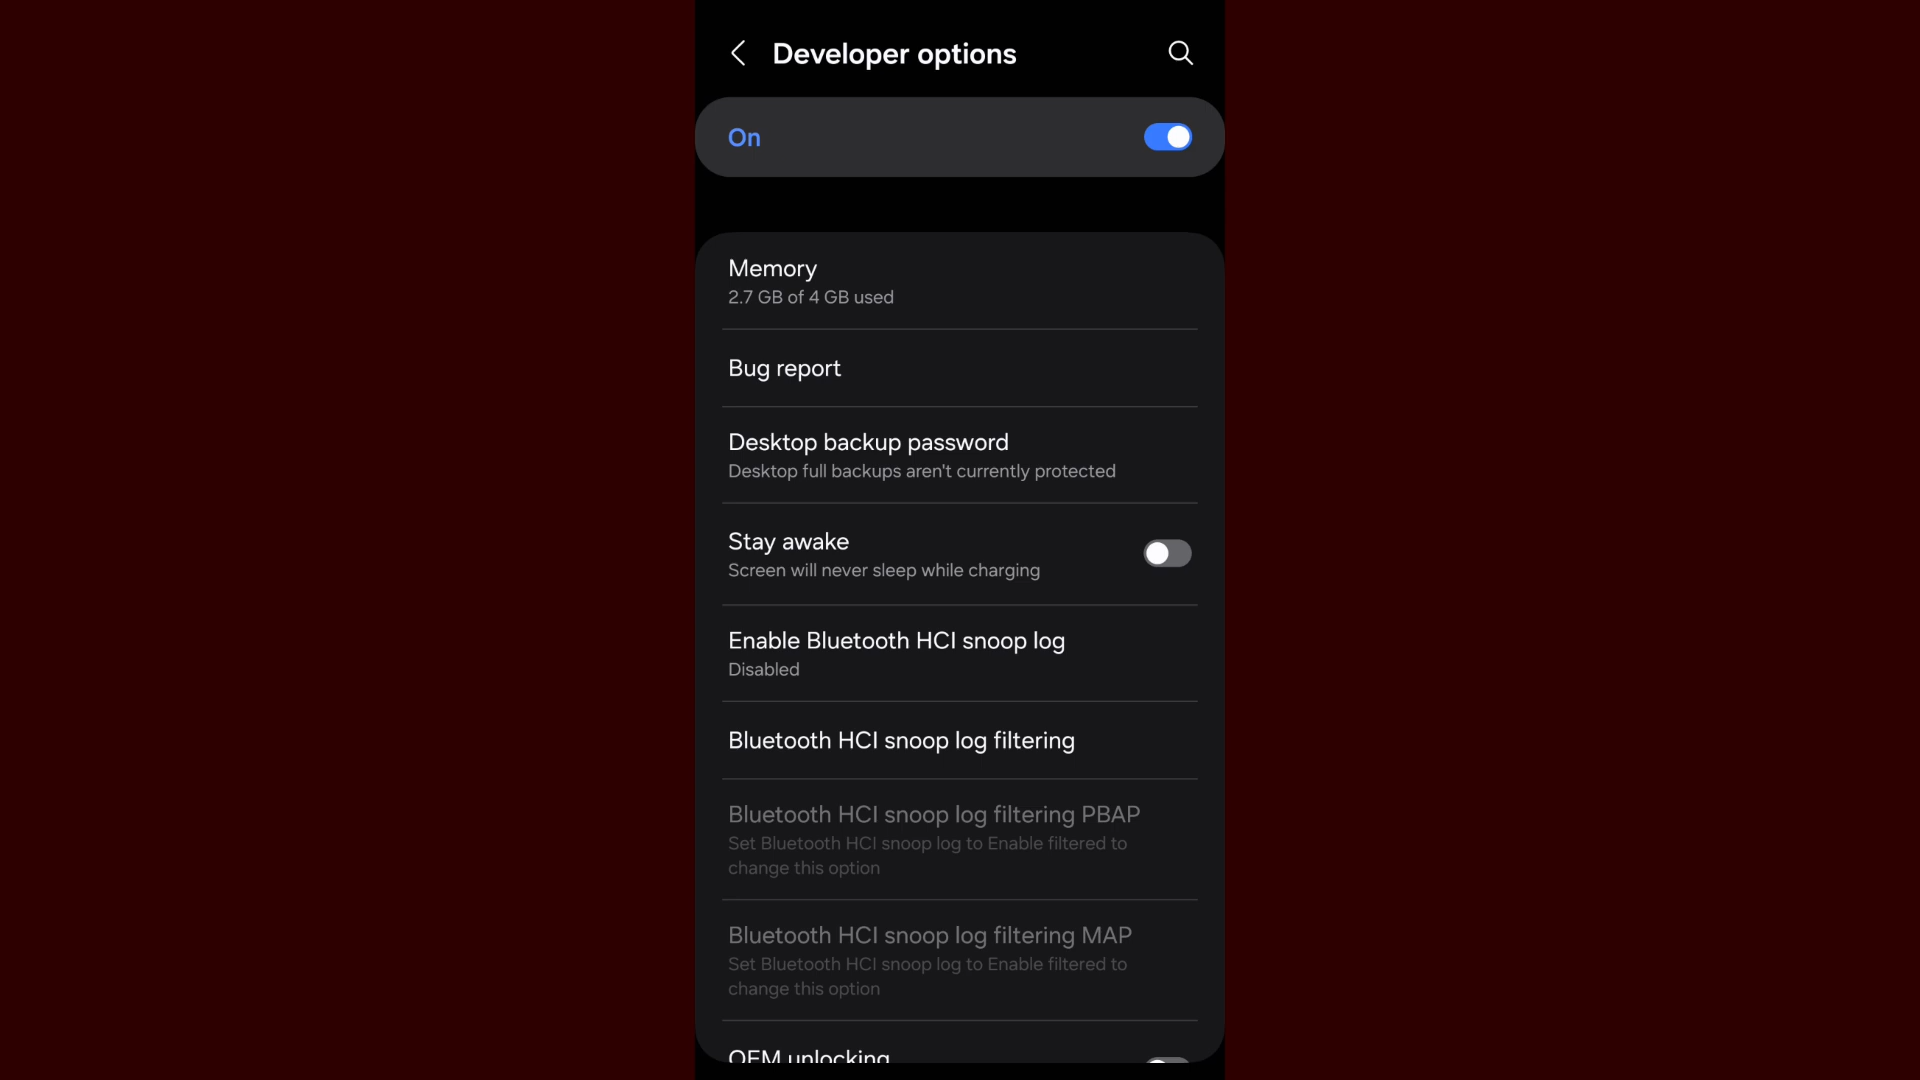 Developer options
On
Memory
2.7 GB of 4 GB used
Bug report
Desktop backup password
Desktop full backups aren't currently protected
Stay awake
Screen will never sleep while charging
Enable Bluetooth HCI snoop log
Disabled
Bluetooth HCI snoop log filtering
Bluetooth HCI snoop log filtering PBAP
Set Bluetooth HCI snoop log to Enable filtered to
change this option
Bluetooth HCI snoop log filtering MAP
Set Bluetooth HCI snoop log to Enable filtered to
change this option
OEM unlocking